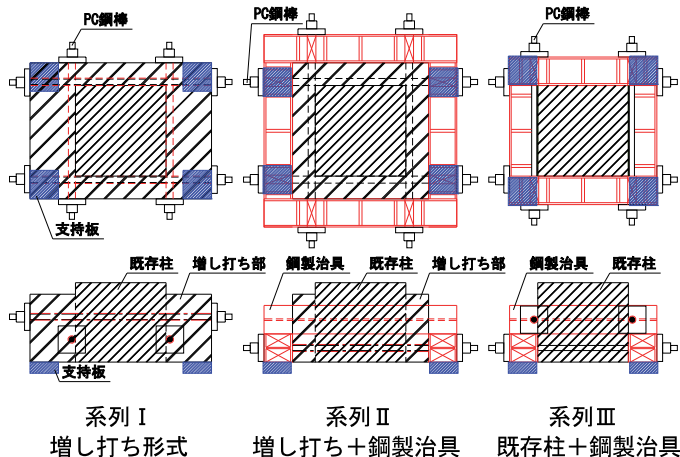 PC鋼棒
PC鋼棒
PC鋼棒
支持板
既存柱
増し打ち部
鋼製治具
既存柱
増し打ち部
鋼製治具
既存柱
支持板
系列Ⅰ
増し打ち形式
系列Ⅱ
増し打ち+鋼製治具
系列Ⅲ
既存柱+鋼製治具